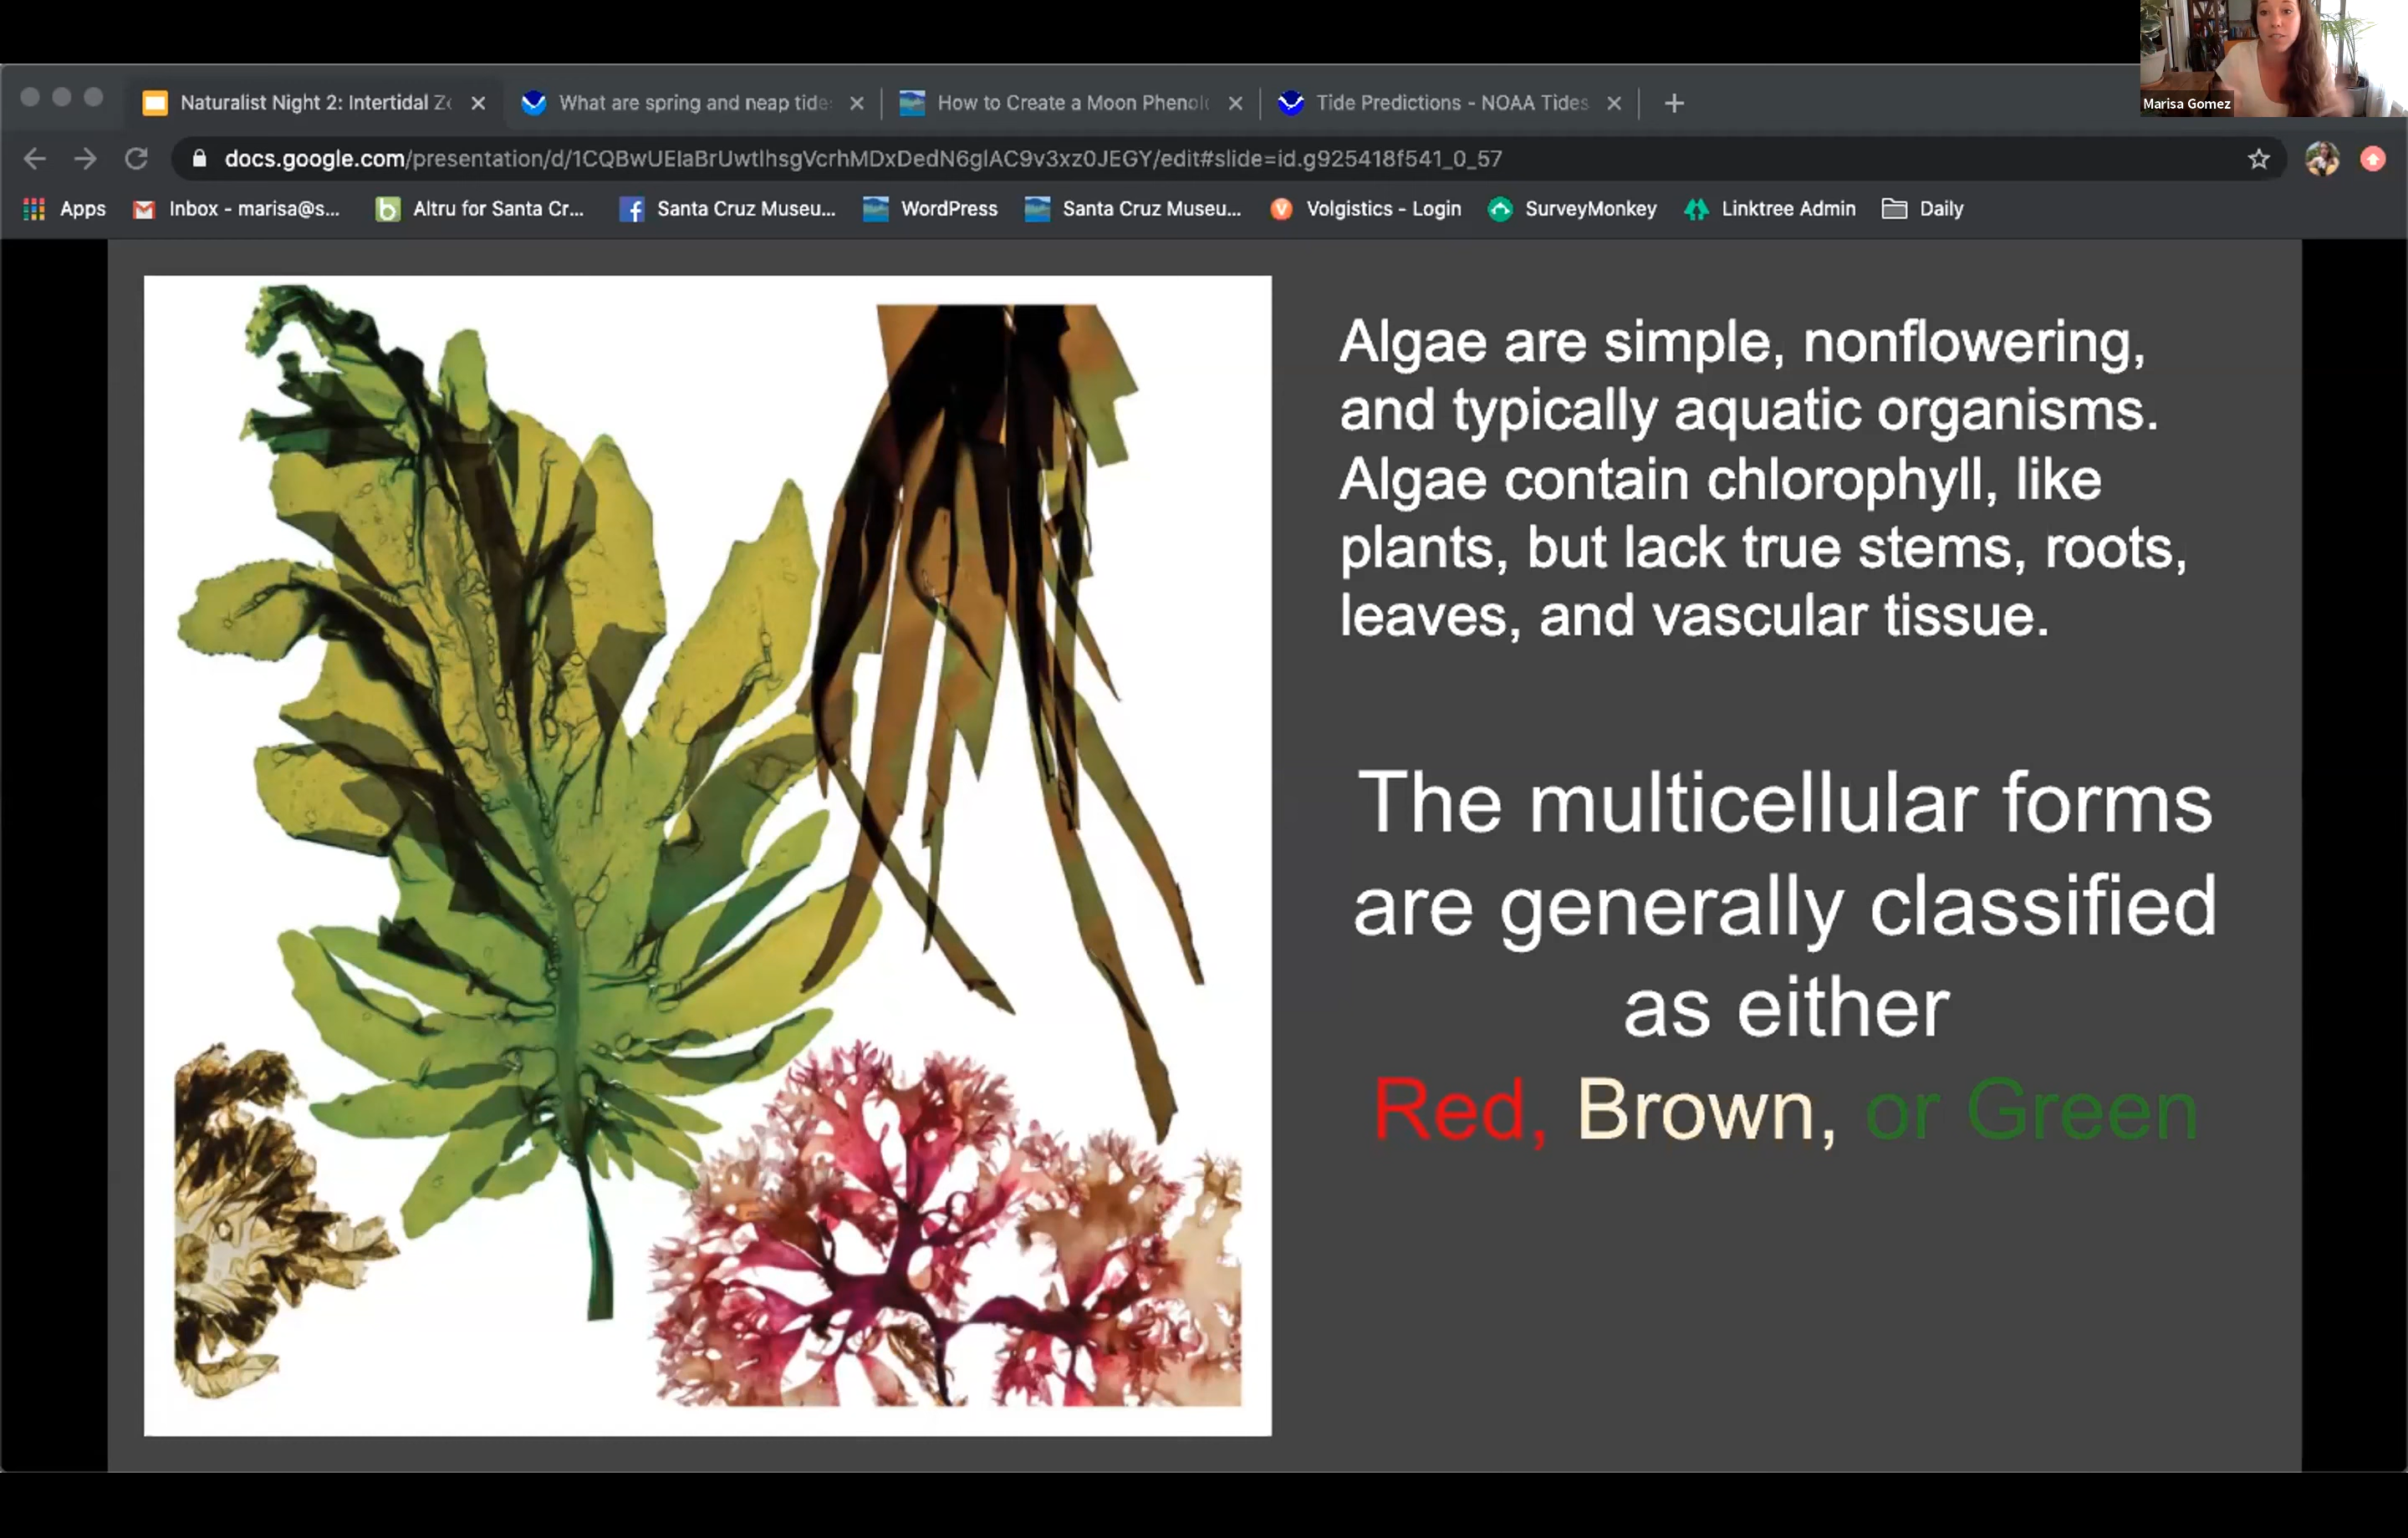 Marisa Gomez
Naturalist Night 2: Intertidal
What are spring and neap tide
How to Create a Moon
Tide Predictions - NOAA Tides
docs.google.com/presentation/d/1CQBwUEIaBrUwtlhsgVcrhMDxDedN6glAC9v3xz0JEGY/edit#slide=id.g925418f541_0_57
Apps Inbox - marisa@s... Altru for Santa Cr... Santa Cruz Museu... WordPress Santa Cruz Museu... Volgistics - Login SurveyMonkey Linktree Admin Daily
Algae are simple, nonflowering,
and typically aquatic organisms.
Algae contain chlorophyll, like
plants, but lack true stems, roots,
leaves, and vascular tissue.
The multicellular forms
are generally classified
as either
Red, Brown, or Green